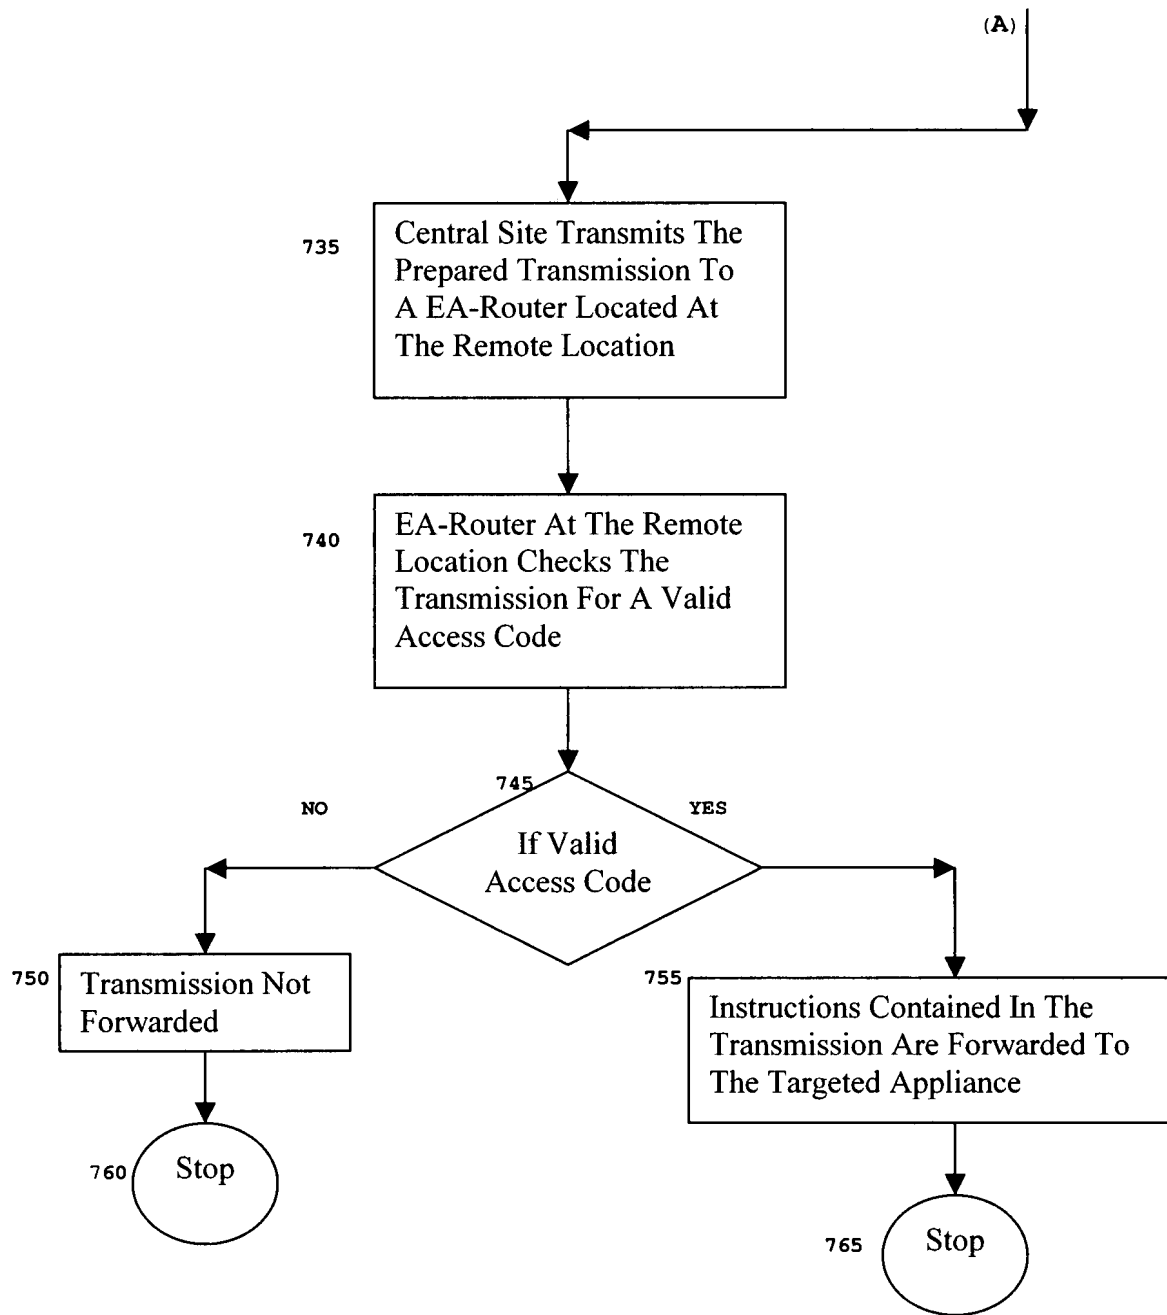 (A)
735
Central Site Transmits The
Prepared Transmission To
A EA-Router Located At
The Remote Location
740
EA-Router At The Remote
Location Checks The
Transmission For A Valid
Access Code
745
NO
YES
If Valid
Access Code
750
Transmission Not
Forwarded
755
Instructions Contained In The
Transmission Are Forwarded To
The Targeted Appliance
760
Stop
765
Stop